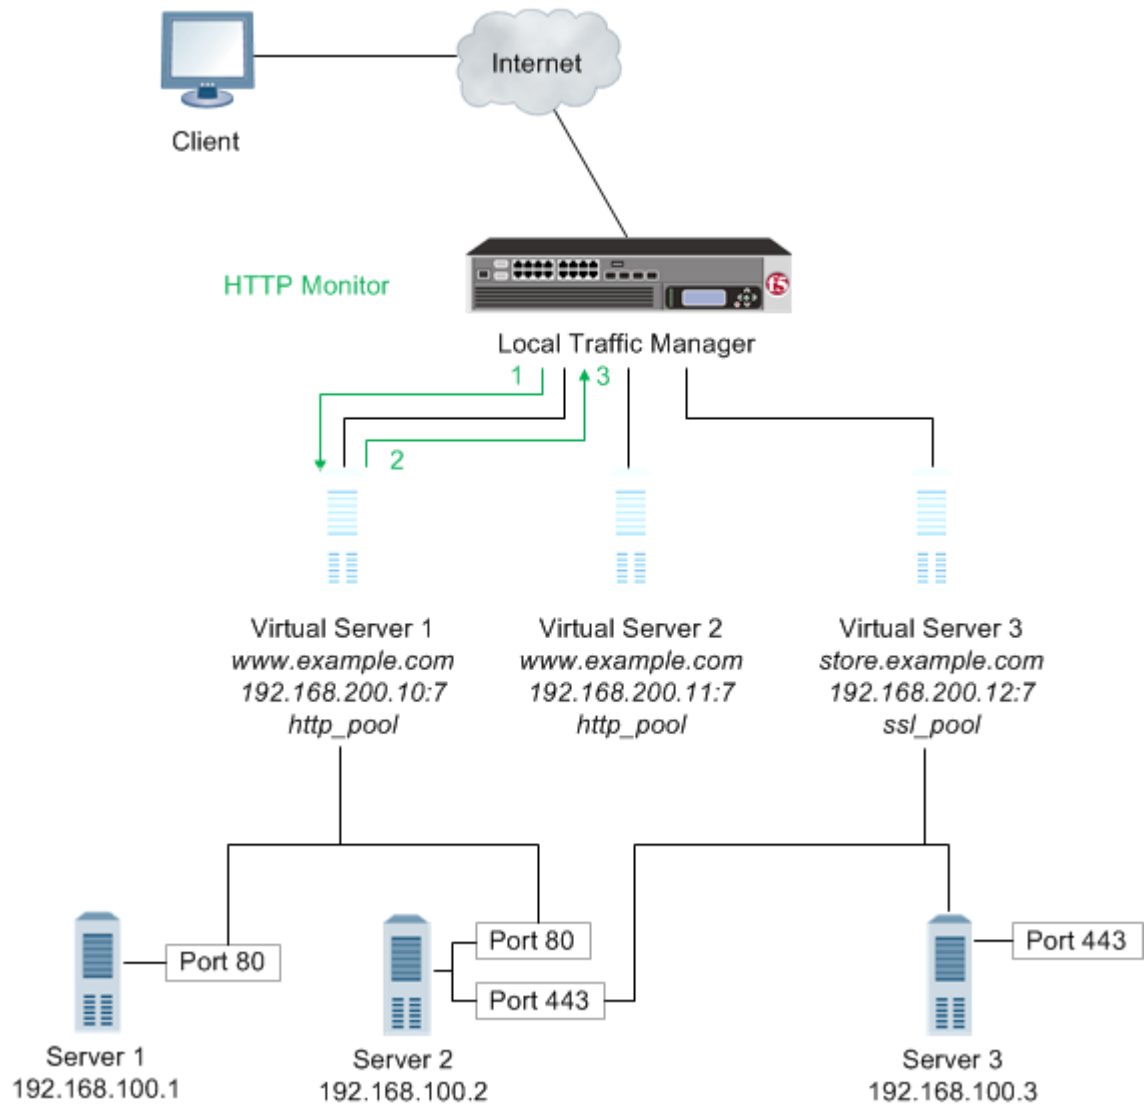 Internet
Client
HTTP Monitor
f5
Local Traffic Manager
1
3
2
Virtual Server 1
www.example.com
192.168.200.10:7
http_pool
Virtual Server 2
www.example.com
192.168.200.11:7
http_pool
Virtual Server 3
store.example.com
192.168.200.12:7
ssl_pool
Port 80
Port 80
Port 443
Port 443
Server 1
192.168.100.1
Server 2
192.168.100.2
Server 3
192.168.100.3